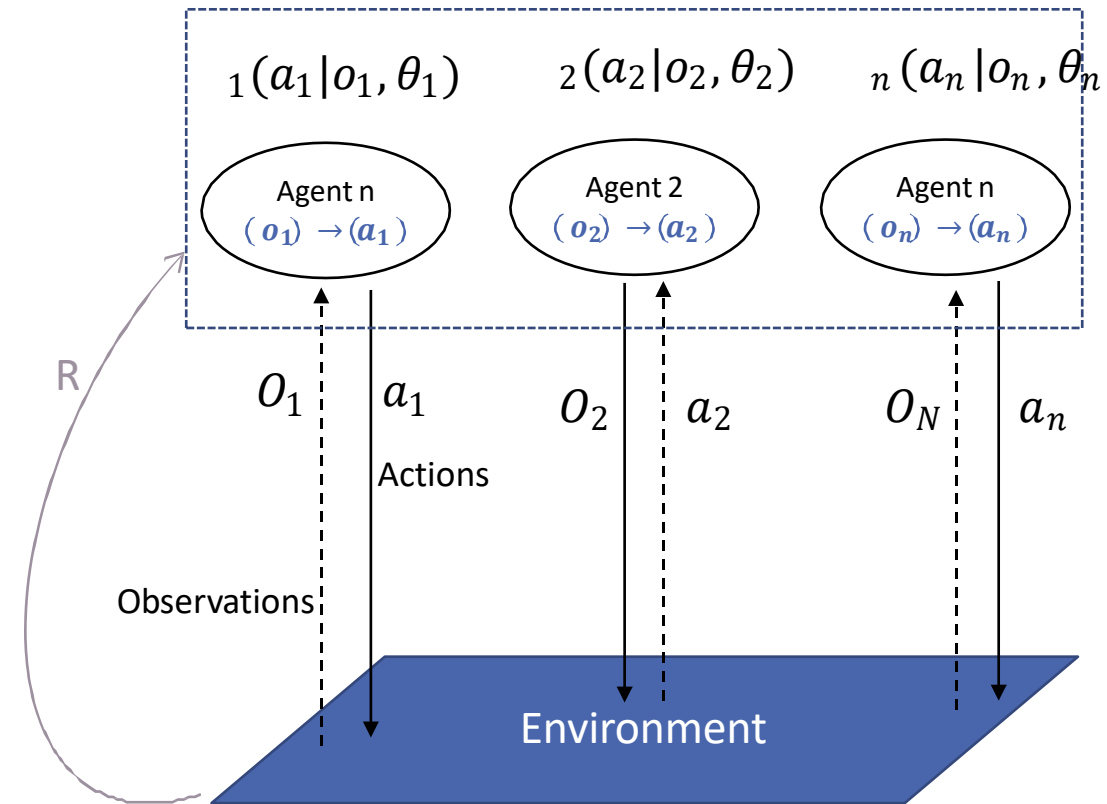 ₁(a₁|o₁, θ₁) ₂(a₂|o₂, θ₂) ₙ(aₙ|oₙ, θₙ
Agent n
(o₁) → (a₁)
Agent 2
(o₂) → (a₂)
Agent n
(oₙ) → (aₙ)
R
O₁ a₁ O₂ a₂ O_N aₙ
Actions
Observations
Environment